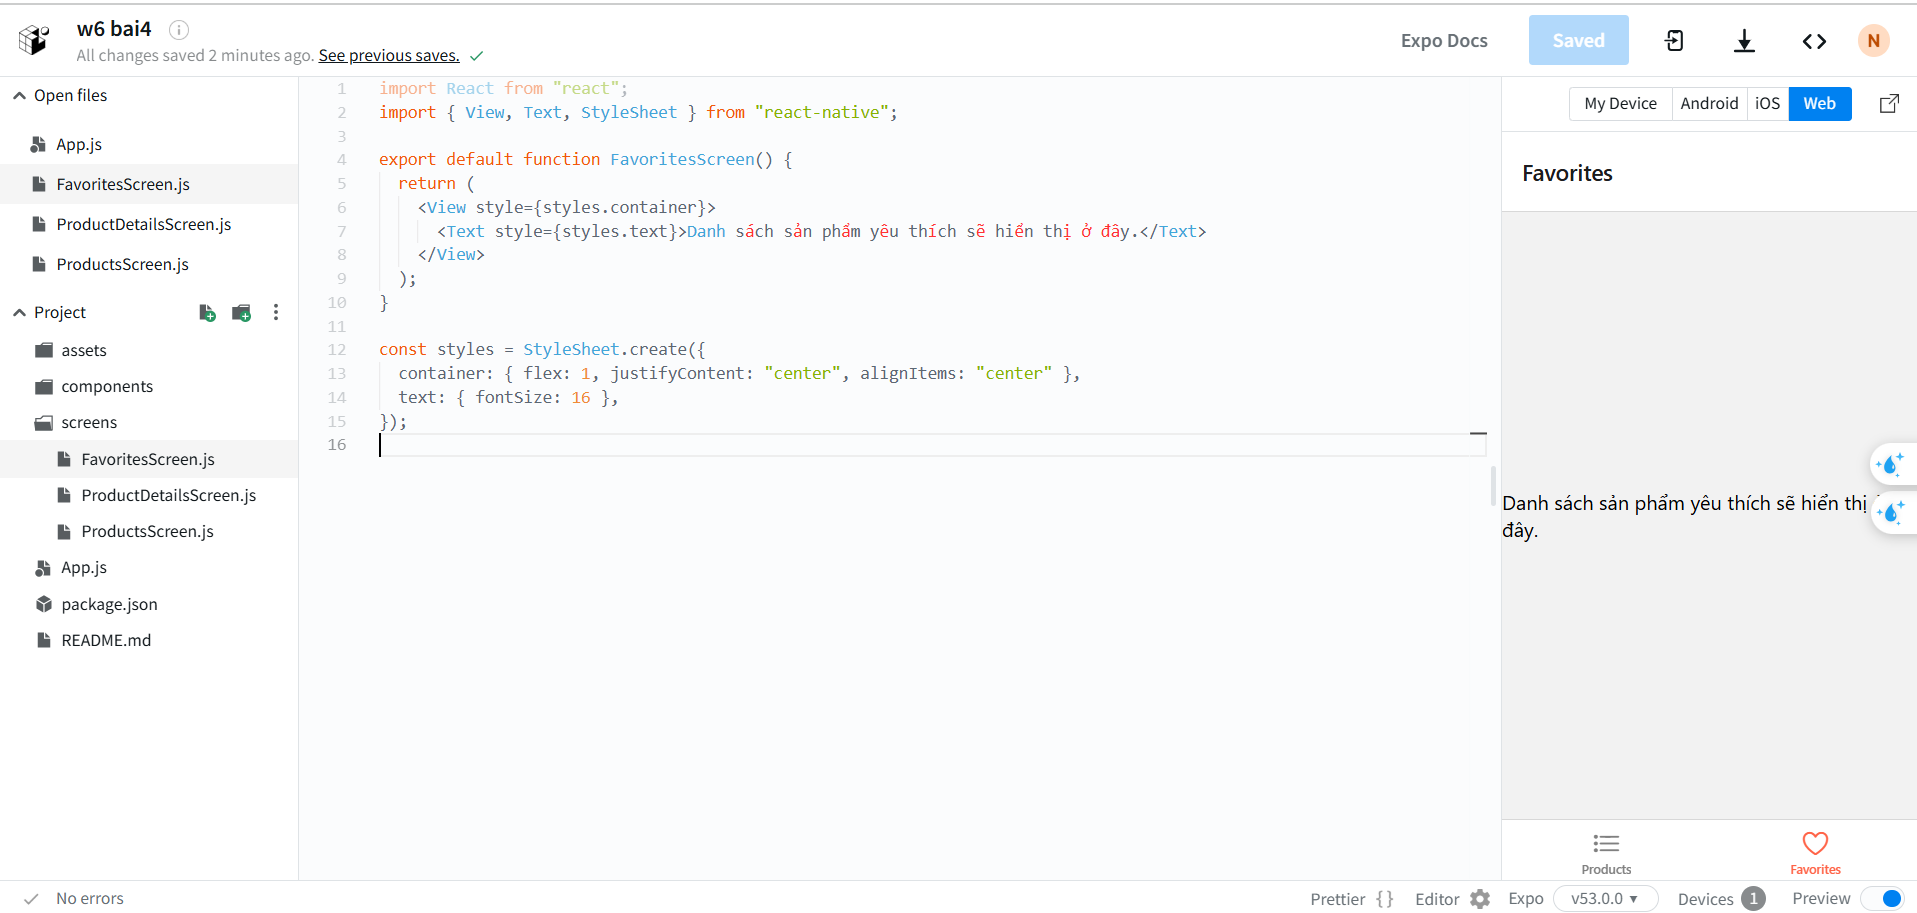 w6 bai4
All changes saved 2 minutes ago. See previous saves.
Expo Docs
Saved
N
Open files
App.js
FavoritesScreen.js
ProductDetailsScreen.js
ProductsScreen.js
Project
assets
components
screens
FavoritesScreen.js
ProductDetailsScreen.js
ProductsScreen.js
App.js
package.json
README.md
1 import React from "react";
2 import { View, Text, StyleSheet } from "react-native";
3
4 export default function FavoritesScreen() {
5 return (
6 <View style={styles.container}>
7 <Text style={styles.text}>Danh sách sản phẩm yêu thích sẽ hiển thị ở đây.</Text>
8 </View>
9 );
10 }
11
12 const styles = StyleSheet.create({
13 container: { flex: 1, justifyContent: "center", alignItems: "center" },
14 text: { fontSize: 16 },
15 });
16
My Device Android iOS Web
Favorites
Danh sách sản phẩm yêu thích sẽ hiển thị
đây.
Products
Favorites
No errors
Prettier {} Editor Expo v53.0.0 Devices 1 Preview